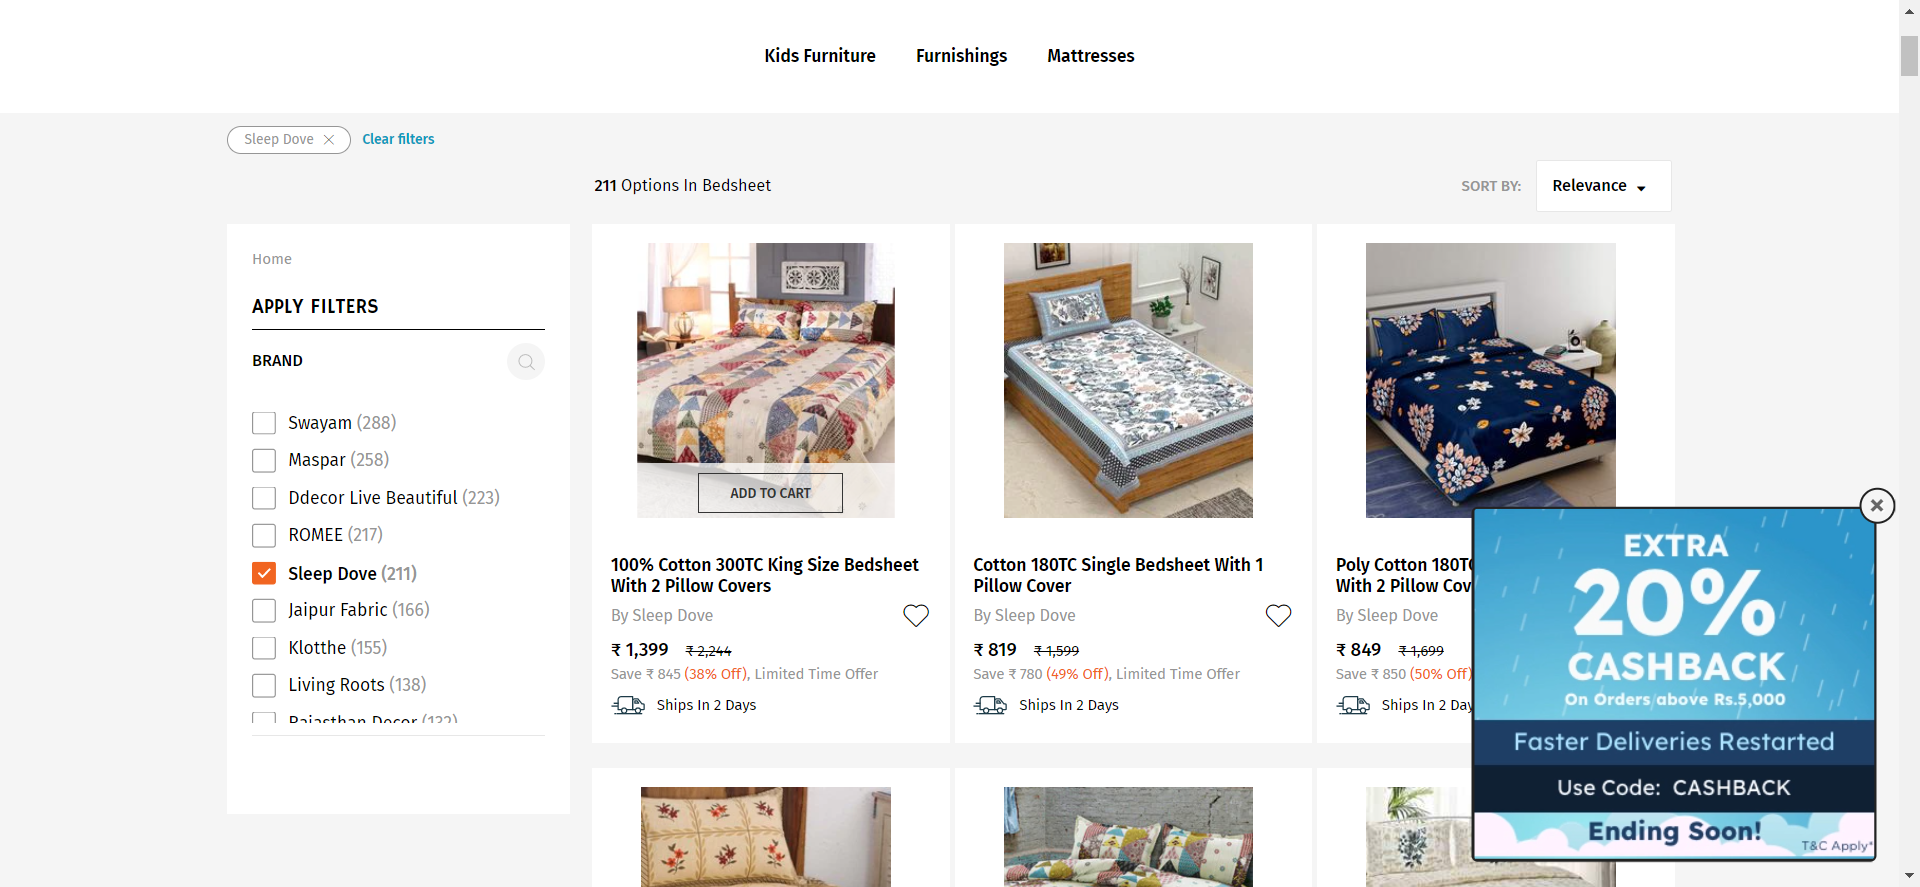 Kids Furniture
Furnishings
Mattresses
Sleep Dove
Clear filters
211 Options In Bedsheet
SORT BY:
Relevance
Home
APPLY FILTERS
BRAND
Swayam (288)
Maspar (258)
Ddecor Live Beautiful (223)
ROMEE (217)
Sleep Dove (211)
Jaipur Fabric (166)
Klotthe (155)
Living Roots (138)
Rajasthan Decor (132)
ADD TO CART
100% Cotton 300TC King Size Bedsheet
With 2 Pillow Covers
By Sleep Dove
₹ 1,399 ₹ 2,244
Save ₹ 845 (38% Off), Limited Time Offer
Ships In 2 Days
Cotton 180TC Single Bedsheet With 1
Pillow Cover
By Sleep Dove
₹ 819 ₹ 1,599
Save ₹ 780 (49% Off), Limited Time Offer
Ships In 2 Days
Poly Cotton 180TC
With 2 Pillow Cov
By Sleep Dove
₹ 849 ₹ 1,699
Save ₹ 850 (50% Off)
Ships In 2 Day
EXTRA
20%
CASHBACK
On Orders above Rs.5,000
Faster Deliveries Restarted
Use Code: CASHBACK
Ending Soon!
T&C Apply*